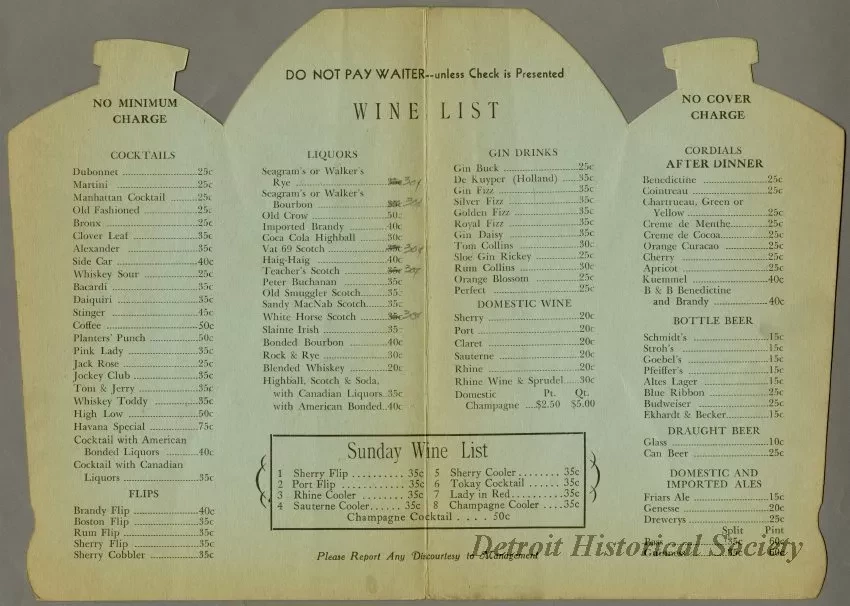 NO MINIMUM
CHARGE
COCKTAILS
Dubonnet 25c
Martini 25c
Manhattan Cocktail 25c
Old Fashioned 25c
Bronx 25c
Clover Leaf 35c
Alexander 35c
Side Car 40c
Whiskey Sour 25c
Bacardi 35c
Daiquiri 35c
Stinger 45c
Coffee 50c
Planters' Punch 50c
Pink Lady 35c
Jack Rose 25c
Jockey Club 35c
Tom & Jerry 35c
Whiskey Toddy 35c
High Low 50c
Havana Special 75c
Cocktail with American
Bonded Liquors 40c
Cocktail with Canadian
Liquors 35c
FLIPS
Brandy Flip 40c
Boston Flip 35c
Rum Flip 35c
Sherry Flip 35c
Sherry Cobbler 35c
DO NOT PAY WAITER--unless Check is Presented
WINE LIST
LIQUORS
Seagram's or Walker's
Rye 35c 30¢
Seagram's or Walker's
Bourbon 35c 30¢
Old Crow 50c
Imported Brandy 40c
Coca Cola Highball 30c
Vat 69 Scotch 35c 30¢
Haig-Haig 40c
Teacher's Scotch 35c 30¢
Peter Buchanan 35c
Old Smuggler Scotch 35c
Sandy MacNab Scotch 35c
White Horse Scotch 35c 30¢
Slainte Irish 35c
Bonded Bourbon 40c
Rock & Rye 30c
Blended Whiskey 20c
Highball, Scotch & Soda,
with Canadian Liquors 35c
with American Bonded 40c
GIN DRINKS
Gin Buck 25c
De Kuyper (Holland) 35c
Gin Fizz 35c
Silver Fizz 35c
Golden Fizz 35c
Royal Fizz 35c
Gin Daisy 35c
Tom Collins 30c
Sloe Gin Rickey 25c
Rum Collins 30c
Orange Blossom 25c
Perfect 25c
DOMESTIC WINE
Sherry 20c
Port 20c
Claret 20c
Sauterne 20c
Rhine 20c
Rhine Wine & Sprudel 30c
Domestic Pt. Qt.
Champagne $2.50 $5.00
Sunday Wine List
1 Sherry Flip 35c 5 Sherry Cooler 35c
2 Port Flip 35c 6 Tokay Cocktail 35c
3 Rhine Cooler 35c 7 Lady in Red 35c
4 Sauterne Cooler 35c 8 Champagne Cooler 35c
Champagne Cocktail 50c
Please Report Any Discourtesy to Management
NO COVER
CHARGE
CORDIALS
AFTER DINNER
Benedictine 25c
Cointreau 25c
Chartrueau, Green or
Yellow 25c
Creme de Menthe 25c
Creme de Cocoa 25c
Orange Curacao 25c
Cherry 25c
Apricot 25c
Kuemmel 40c
B & B Benedictine
and Brandy 40c
BOTTLE BEER
Schmidt's 15c
Stroh's 15c
Goebel's 15c
Pfeiffer's 15c
Altes Lager 15c
Blue Ribbon 25c
Budweiser 25c
Ekhardt & Becker 15c
DRAUGHT BEER
Glass 10c
Can Beer 25c
DOMESTIC AND
IMPORTED ALES
Friars Ale 15c
Genesse 20c
Drewerys 25c
Split Pint
35c 60c
60c
Detroit Historical Society